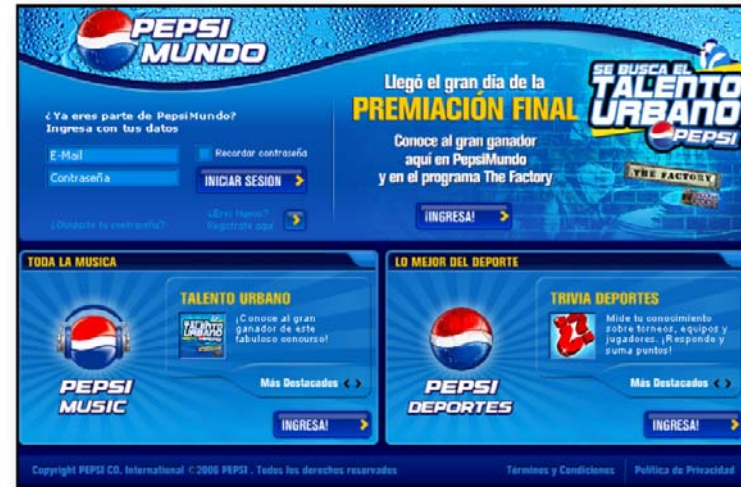 PEPSI
MUNDO
¿Ya eres parte de PepsiMundo?
Ingresa con tus datos
E-Mail
Recordar contraseña
Contraseña
INICIAR SESION
¿Olvidaste tu contraseña?
¿Eres Nuevo?
Registrate aquí
Llegó el gran día de la
PREMIACIÓN FINAL
Conoce al gran ganador
aquí en PepsiMundo
y en el programa The Factory
¡INGRESA!
SE BUSCA EL
TALENTO
URBANO
PEPSI
THE FACTORY
TODA LA MUSICA
TALENTO URBANO
TALENTO
URBANO
¡Conoce al gran
ganador de este
fabuloso concurso!
Más Destacados
PEPSI
MUSIC
INGRESA!
LO MEJOR DEL DEPORTE
TRIVIA DEPORTES
Mide tu conocimiento
sobre torneos, equipos y
jugadores. ¡Responde y
suma puntos!
Más Destacados
PEPSI
DEPORTES
INGRESA!
Copyright PEPSI CO. International ©2006 PEPSI . Todos los derechos reservados
Términos y Condiciones
Política de Privacidad